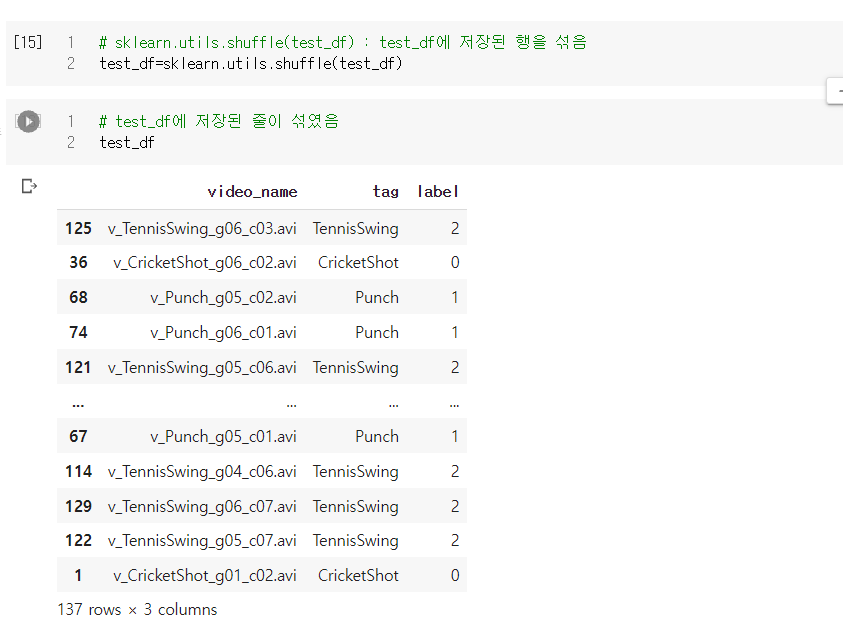 [15] 1 # sklearn.utils.shuffle(test_df) : test_df에 저장된 행을 섞음
2 test_df=sklearn.utils.shuffle(test_df)
1 # test_df에 저장된 줄이 섞였음
2 test_df
video_name tag label
125 v_TennisSwing_g06_c03.avi TennisSwing 2
36 v_CricketShot_g06_c02.avi CricketShot 0
68 v_Punch_g05_c02.avi Punch 1
74 v_Punch_g06_c01.avi Punch 1
121 v_TennisSwing_g05_c06.avi TennisSwing 2
... ... ... ...
67 v_Punch_g05_c01.avi Punch 1
114 v_TennisSwing_g04_c06.avi TennisSwing 2
129 v_TennisSwing_g06_c07.avi TennisSwing 2
122 v_TennisSwing_g05_c07.avi TennisSwing 2
1 v_CricketShot_g01_c02.avi CricketShot 0
137 rows × 3 columns